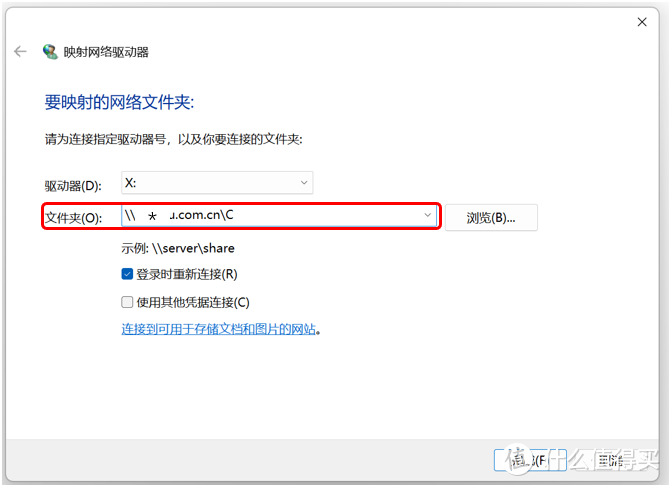 映射网络驱动器
要映射的网络文件夹:
请为连接指定驱动器号，以及你要连接的文件夹:
驱动器(D): X:
文件夹(O): \\ * u.com.cn\C 浏览(B)...
示例: \\server\share
登录时重新连接(R)
使用其他凭据连接(C)
连接到可用于存储文档和图片的网站。
值 什么值得买